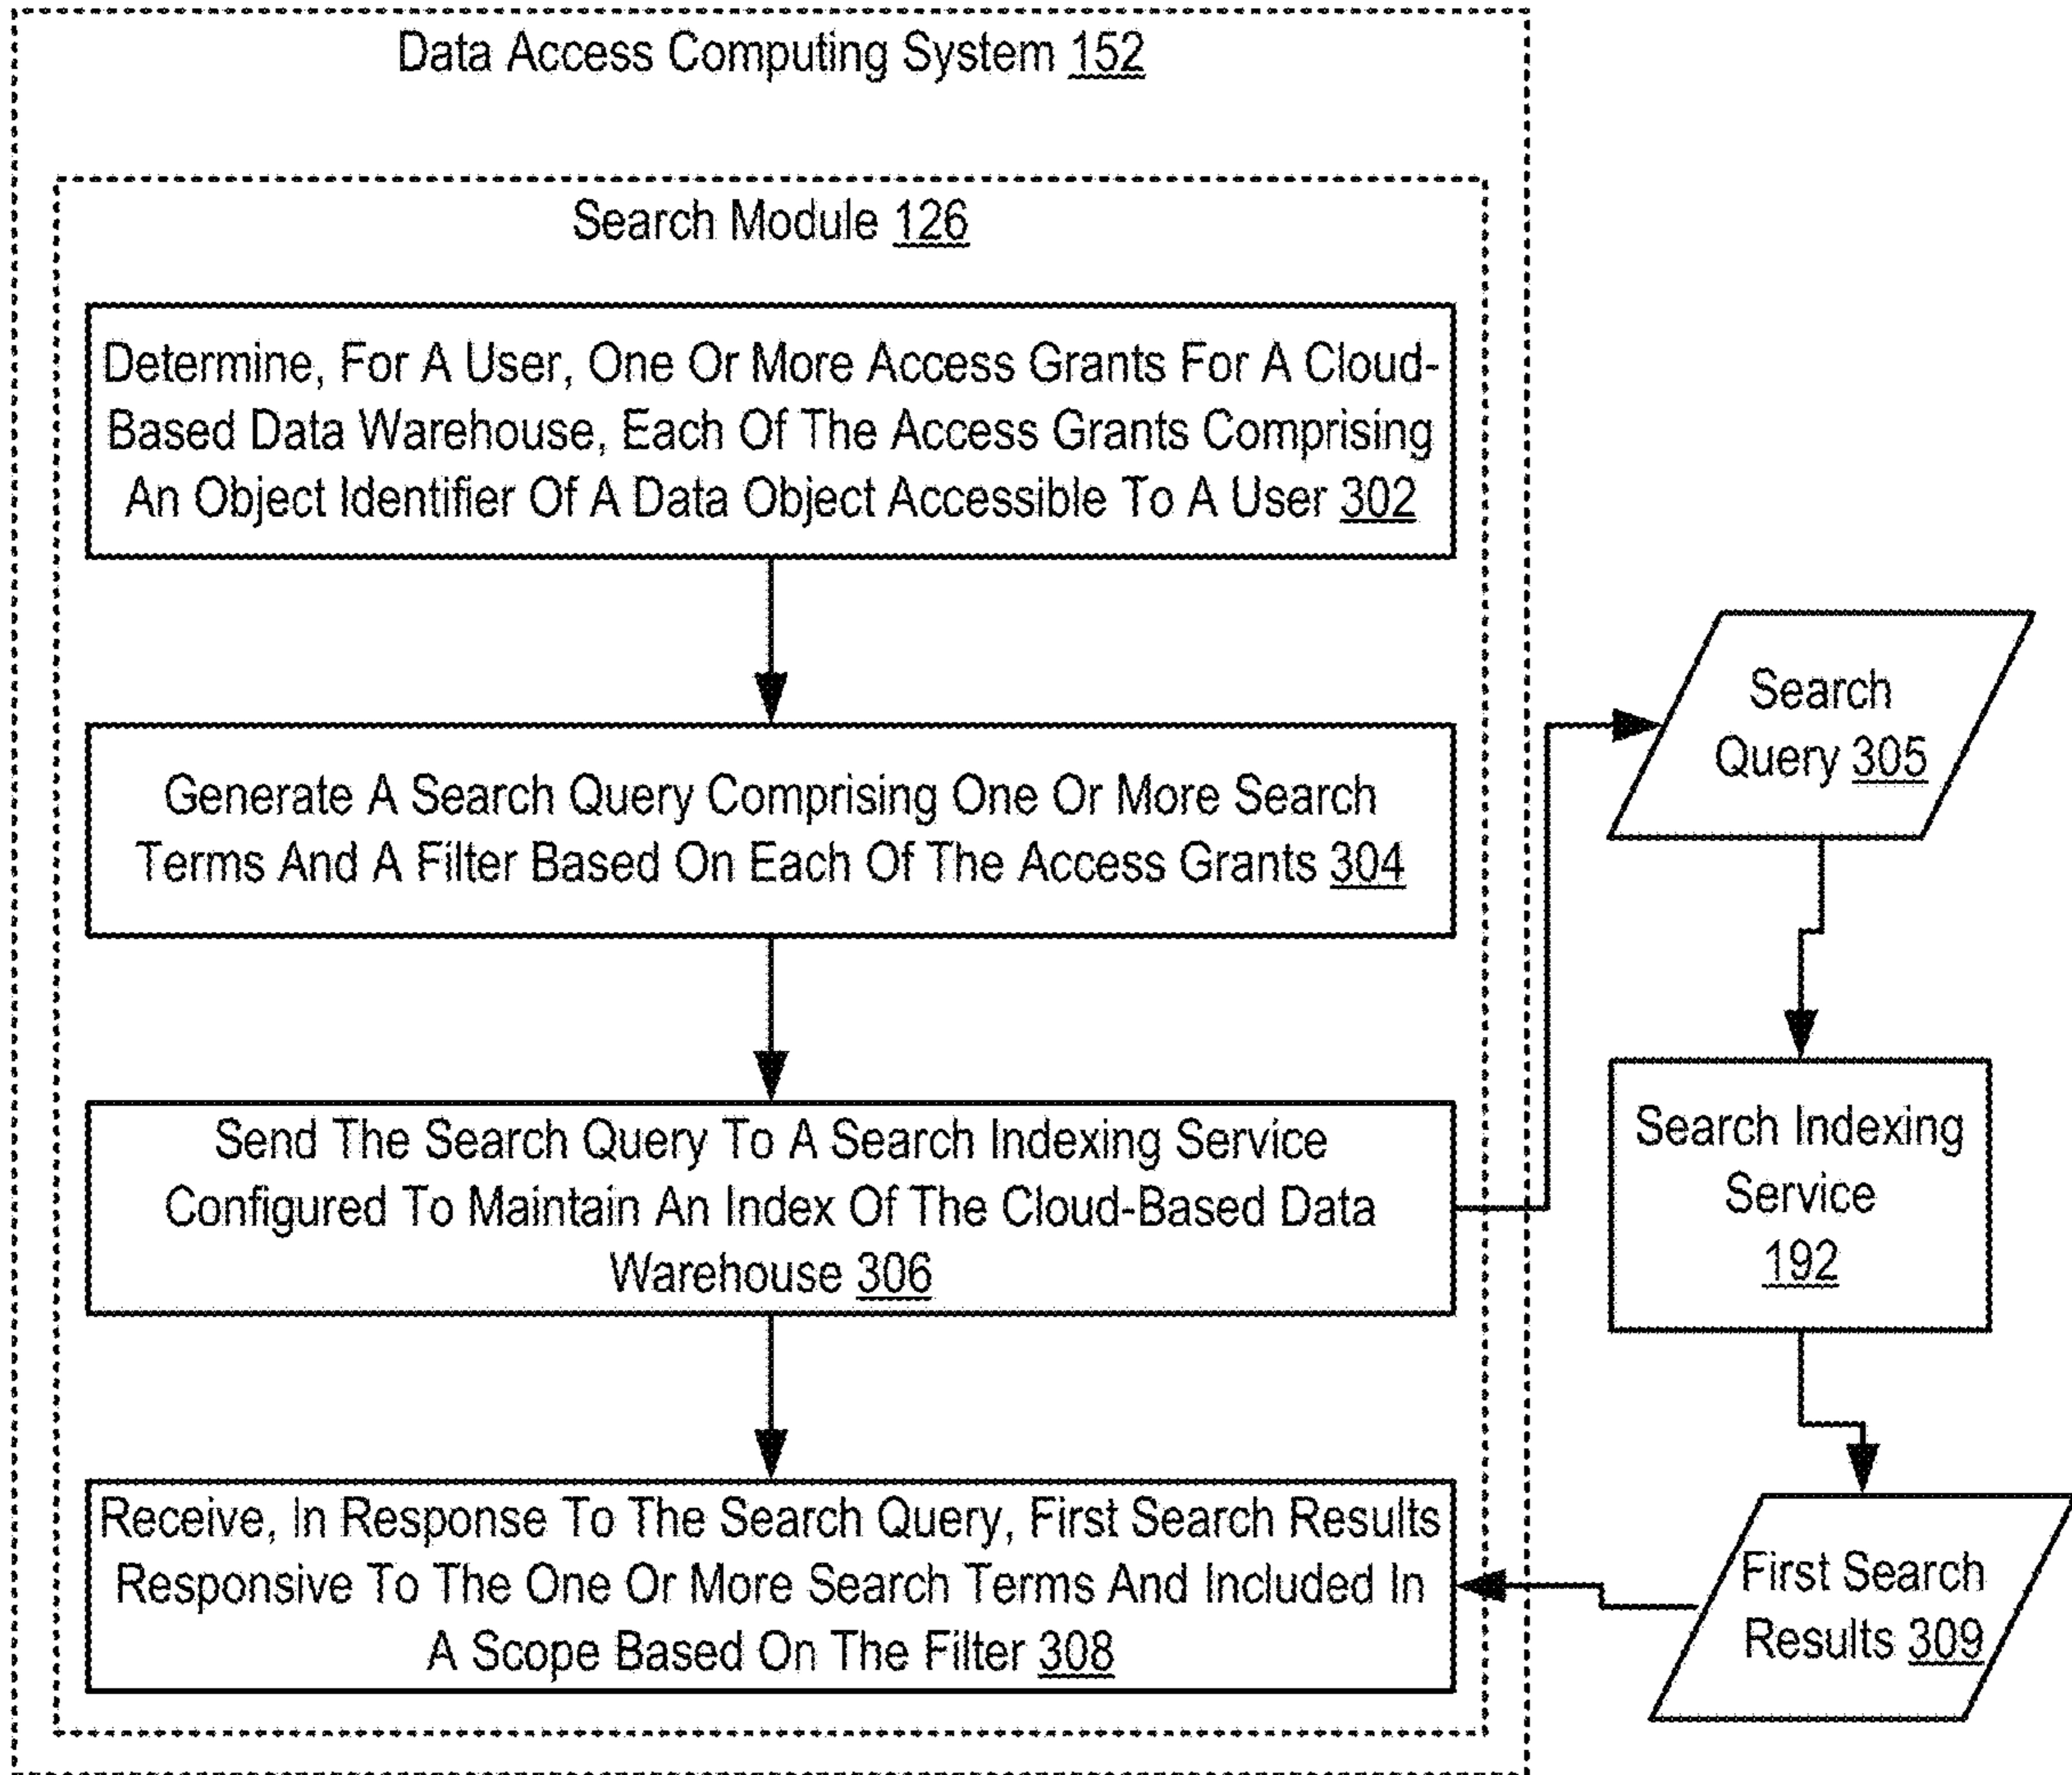 Data Access Computing System 152
Search Module 126
Determine, For A User, One Or More Access Grants For A Cloud-
Based Data Warehouse, Each Of The Access Grants Comprising
An Object Identifier Of A Data Object Accessible To A User 302
Generate A Search Query Comprising One Or More Search
Terms And A Filter Based On Each Of The Access Grants 304
Send The Search Query To A Search Indexing Service
Configured To Maintain An Index Of The Cloud-Based Data
Warehouse 306
Receive, In Response To The Search Query, First Search Results
Responsive To The One Or More Search Terms And Included In
A Scope Based On The Filter 308
Search
Query 305
Search Indexing
Service
192
First Search
Results 309